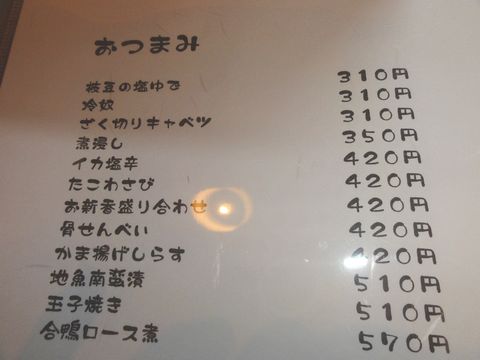 おつまみ
枝豆の塩ゆで 310円
冷奴 310円
ざく切りキャベツ 310円
煮浸し 350円
イカ塩辛 420円
たこわさび 420円
お新香盛り合わせ 420円
骨せんべい 420円
かま揚げしらす 420円
地魚南蛮漬 510円
玉子焼き 510円
合鴨ロース煮 570円